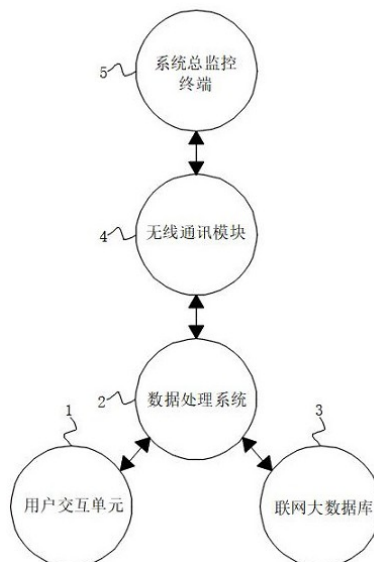 5
系统总监控
终端
4
无线通讯模块
2
数据处理系统
1
3
用户交互单元
联网大数据库